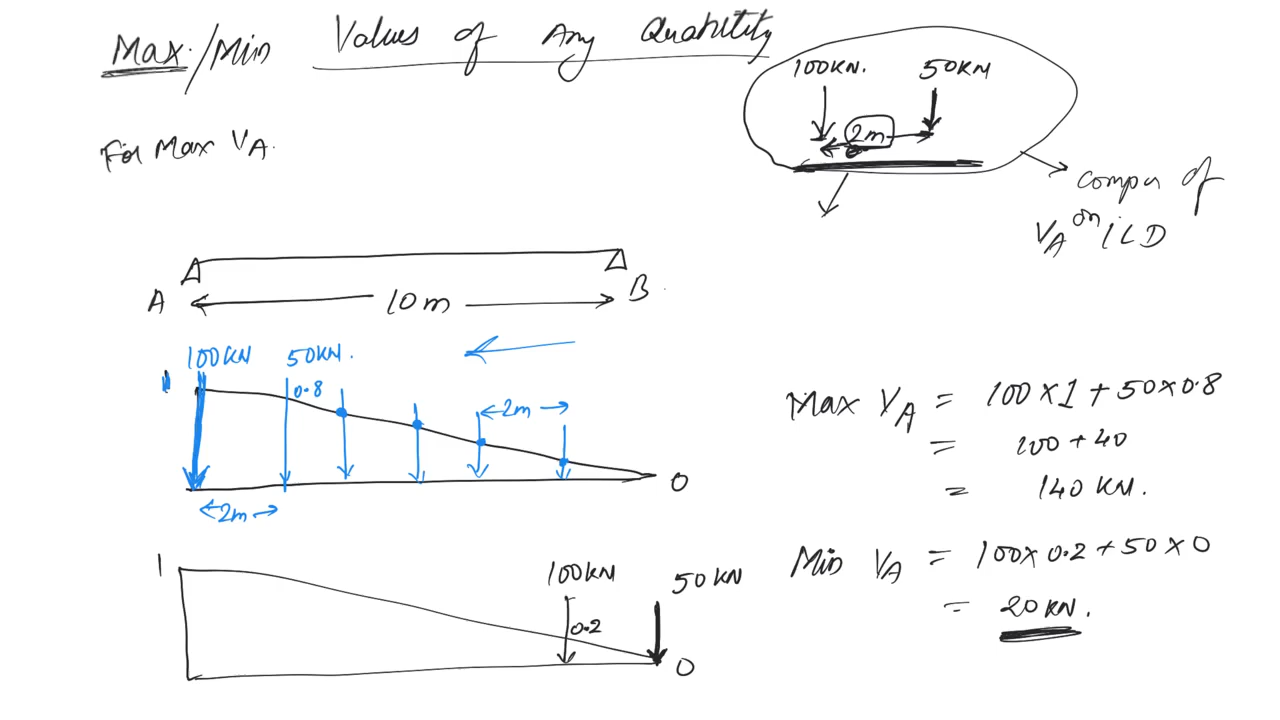 Max./Min Values of Any Quantity
100KN. 50KN
2m
For Max VA.
compu of
VA on ILD
A 10m B
100KN 50KN.
1 0.8
2m
0
2m
Max VA = 100×1+50×0.8
= 100+40
= 140 KN.
Min VA = 100×0.2+50×0
= 20KN.
1 100KN 50KN
0.2
0